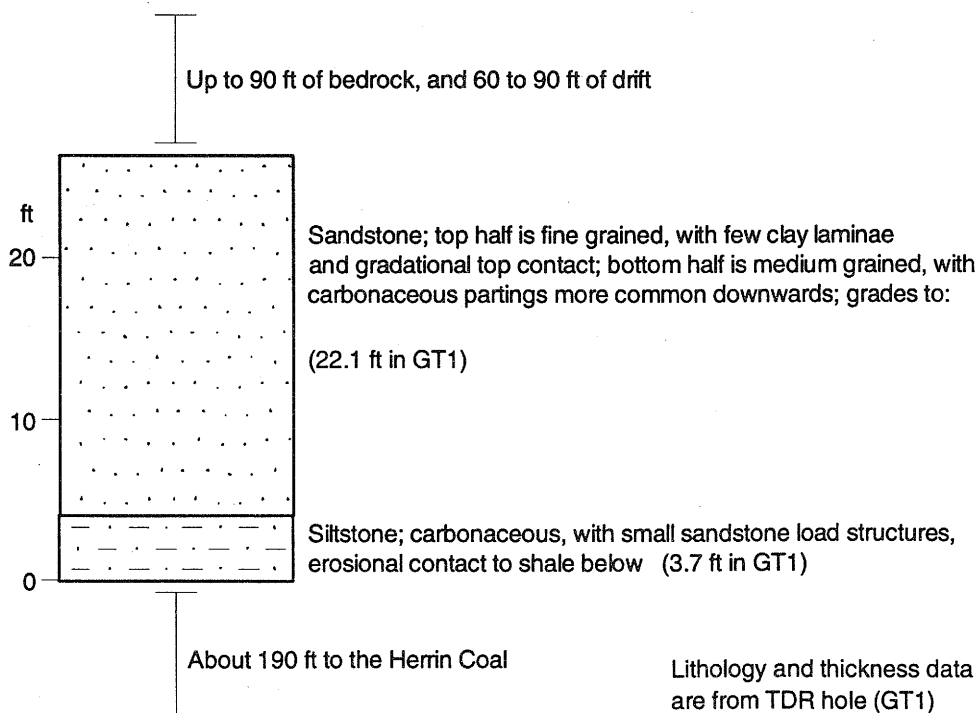 Up to 90 ft of bedrock, and 60 to 90 ft of drift
ft
20
Sandstone; top half is fine grained, with few clay laminae
and gradational top contact; bottom half is medium grained, with
carbonaceous partings more common downwards; grades to:
(22.1 ft in GT1)
10
Siltstone; carbonaceous, with small sandstone load structures,
erosional contact to shale below (3.7 ft in GT1)
0
About 190 ft to the Herrin Coal
Lithology and thickness data
are from TDR hole (GT1)